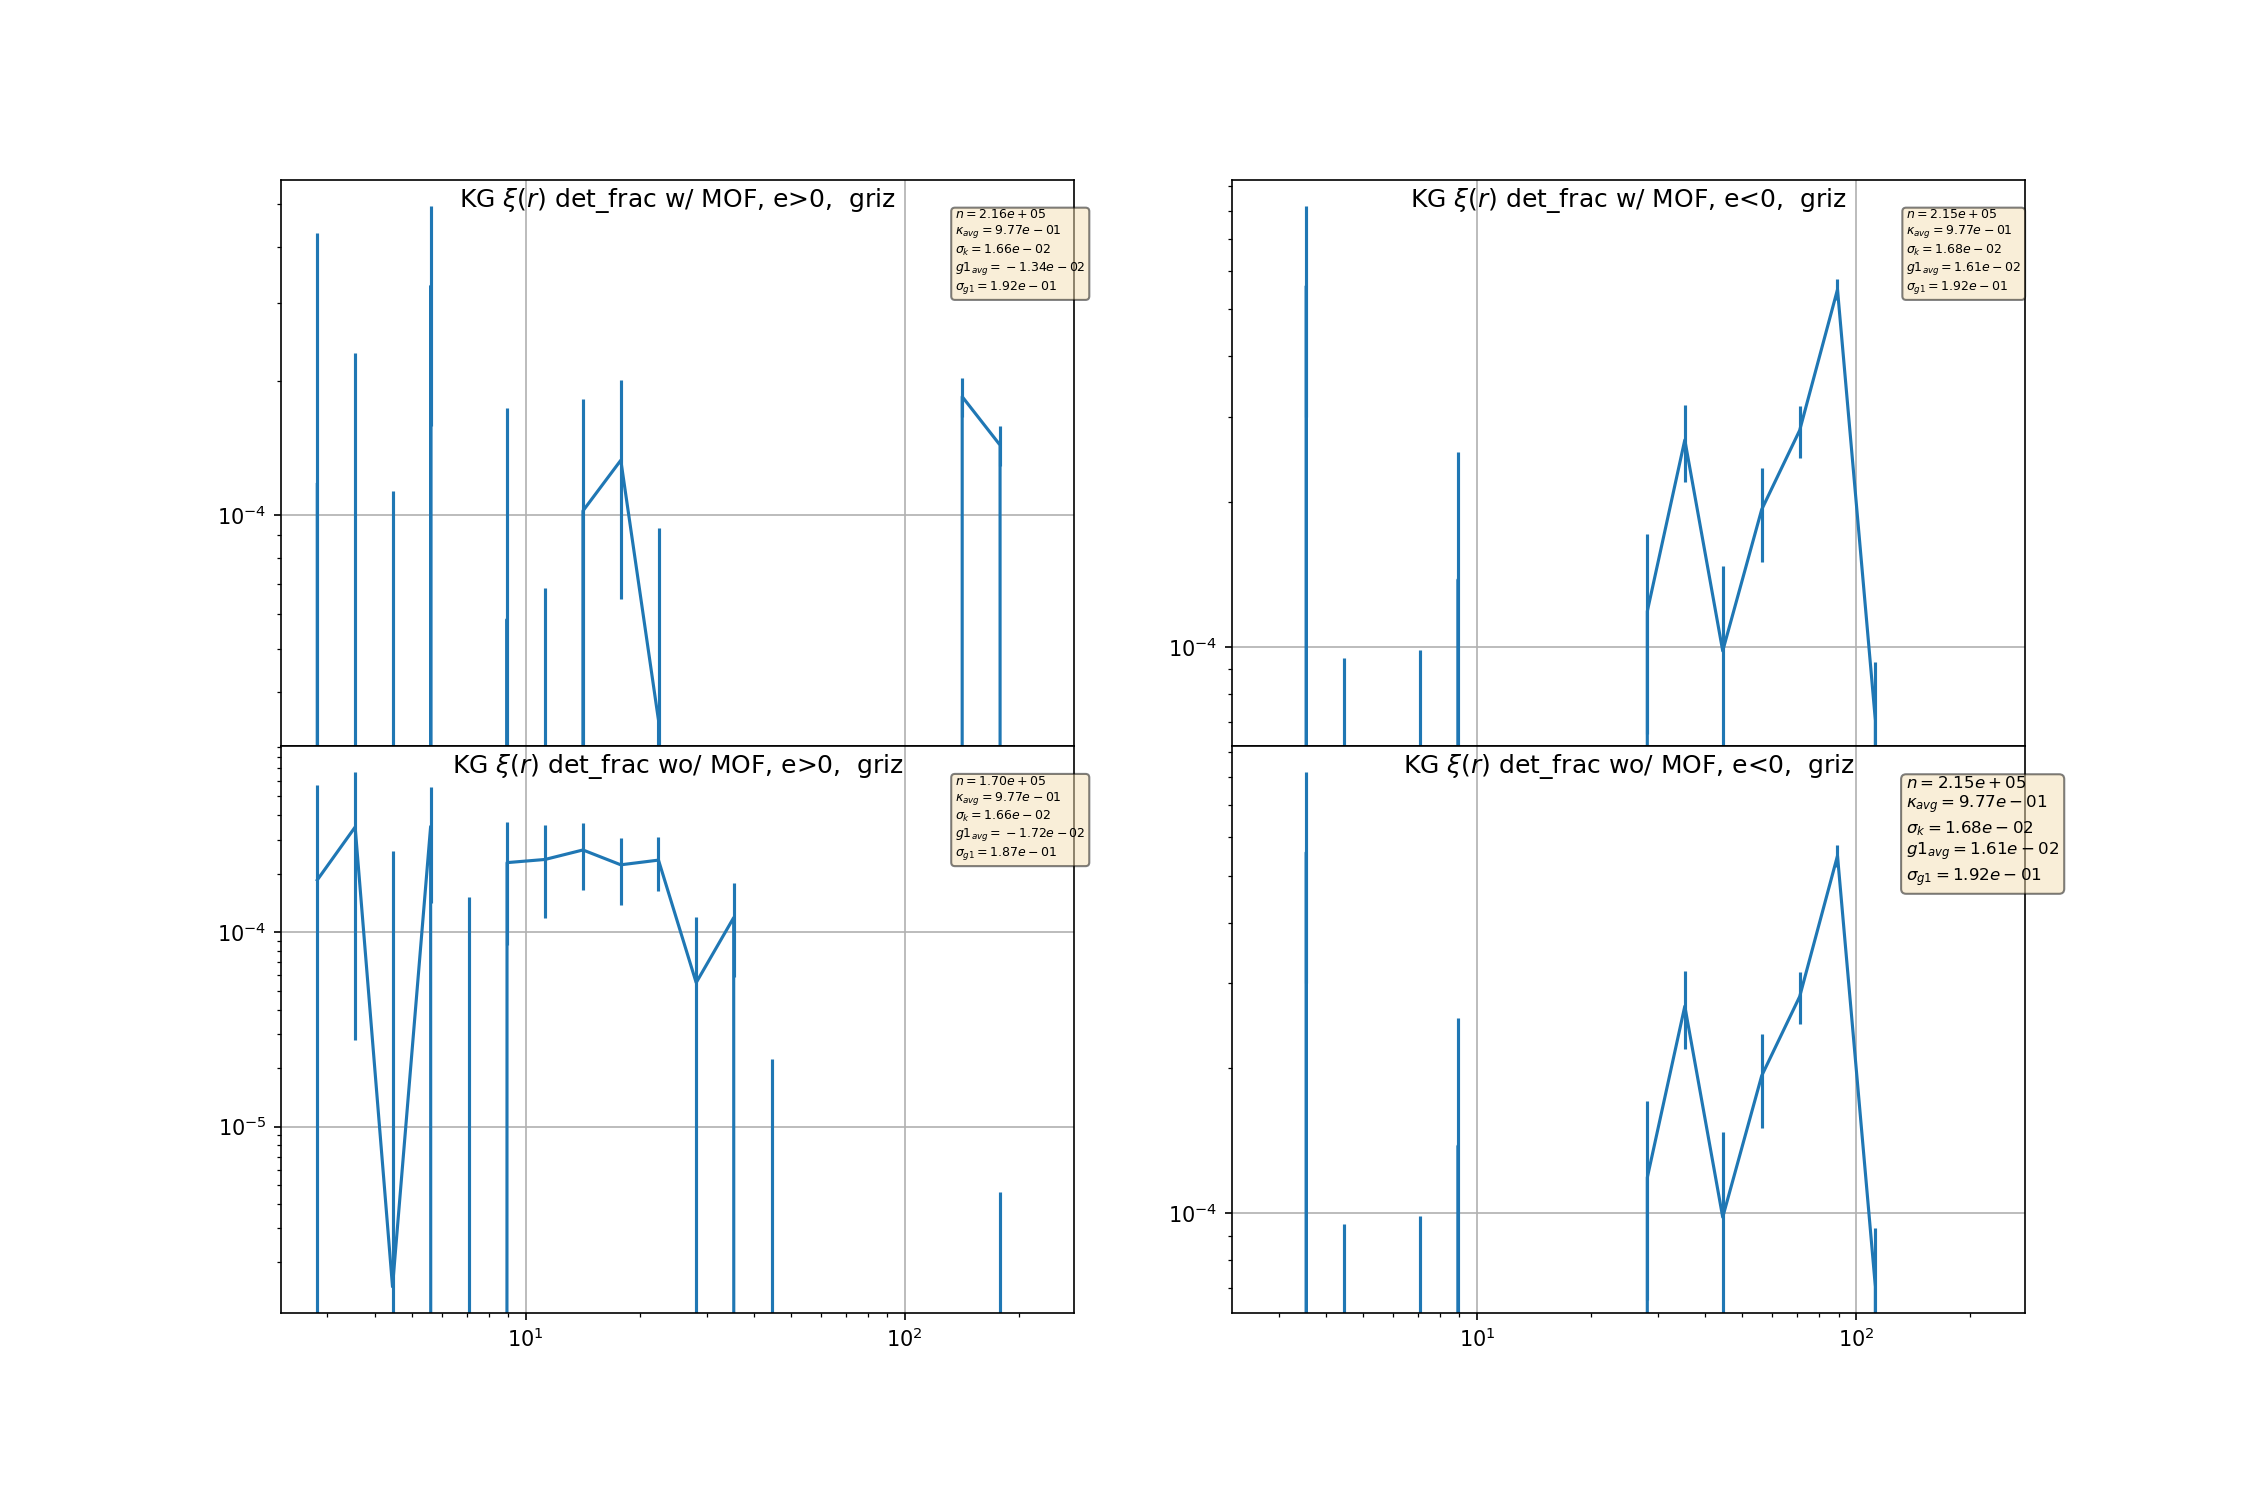 KG ξ(r) det_frac w/ MOF, e>0,  griz
n = 2.16e + 05
κavg = 9.77e − 01
σk = 1.66e − 02
g1avg = − 1.34e − 02
σg1 = 1.92e − 01
10−4
KG ξ(r) det_frac w/ MOF, e<0,  griz
n = 2.15e + 05
κavg = 9.77e − 01
σk = 1.68e − 02
g1avg = 1.61e − 02
σg1 = 1.92e − 01
10−4
KG ξ(r) det_frac wo/ MOF, e>0,  griz
n = 1.70e + 05
κavg = 9.77e − 01
σk = 1.66e − 02
g1avg = − 1.72e − 02
σg1 = 1.87e − 01
10−4
10−5
10¹
10²
KG ξ(r) det_frac wo/ MOF, e<0,  griz
n = 2.15e + 05
κavg = 9.77e − 01
σk = 1.68e − 02
g1avg = 1.61e − 02
σg1 = 1.92e − 01
10−4
10¹
10²